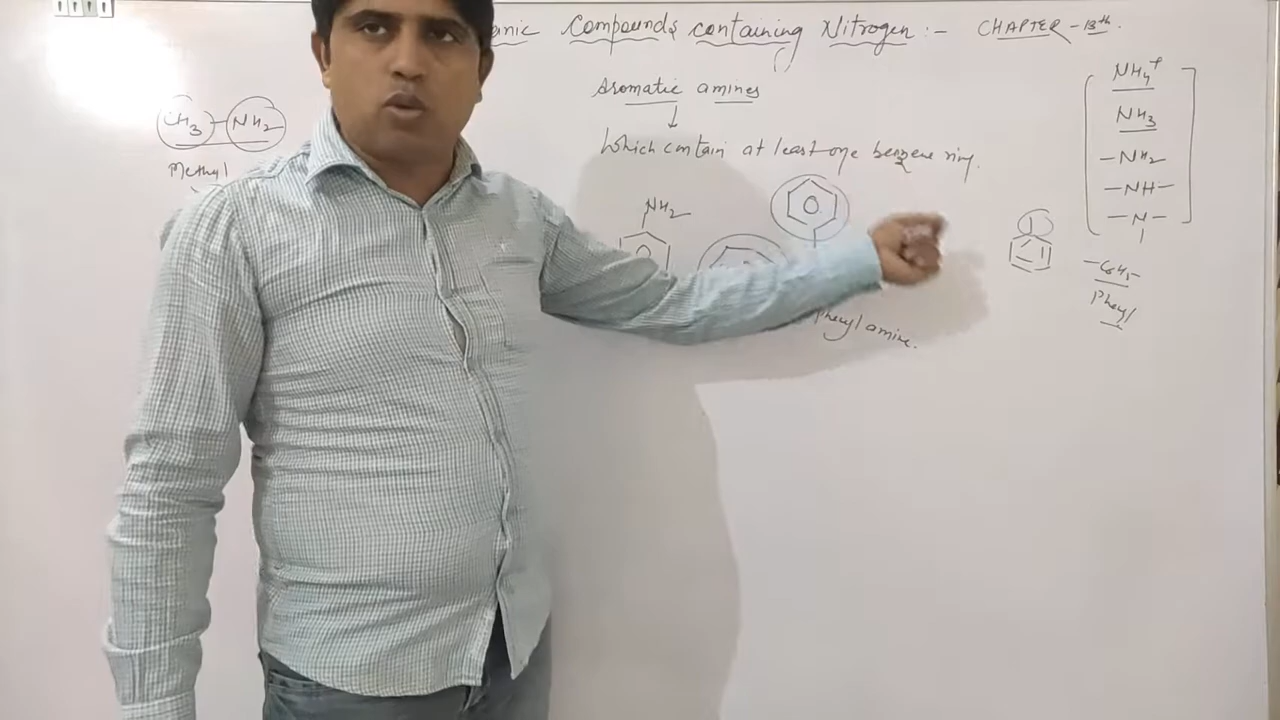 anic Compounds containing Nitrogen :- CHAPTER - 13th.
Aromatic amines
Which contain at least one benzene ring.
CH3 - NH2
Methyl
NH2
phenyl amine.
NH4+
NH3
-NH2
-NH-
-N-
-C6H5-
Phenyl